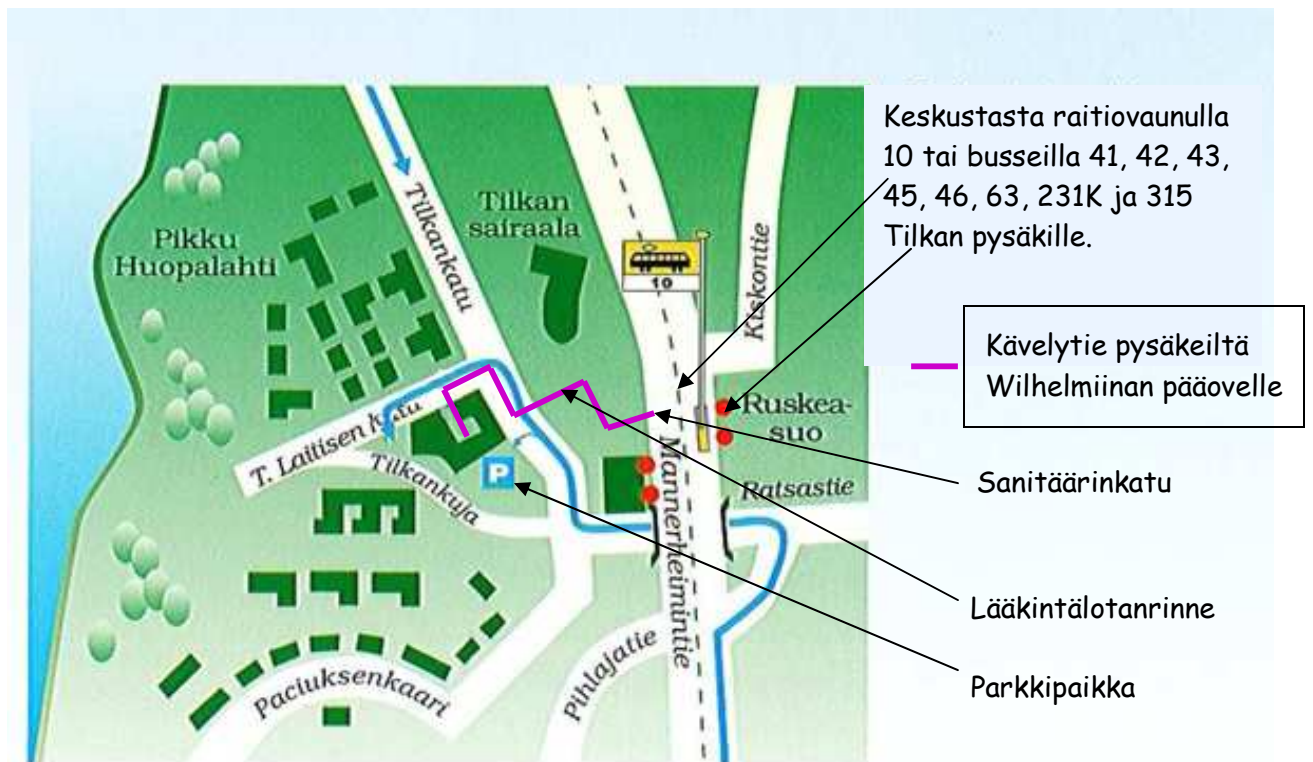 Keskustasta raitiovaunulla
10 tai busseilla 41, 42, 43,
45, 46, 63, 231K ja 315
Tilkan pysäkille.
Kävelytie pysäkeiltä
Wilhelmiinan pääovelle
Sanitäärinkatu
Lääkintälotanrinne
Parkkipaikka
Pikku
Huopalahti
Tilkankatu
Tilkan
sairaala
10
Kiskontie
Ruskea-
suo
T. Laitisen katu
Tilkankuja
P
Mannerheimintie
Ratsastie
Pihlajatie
Paciuksenkaari